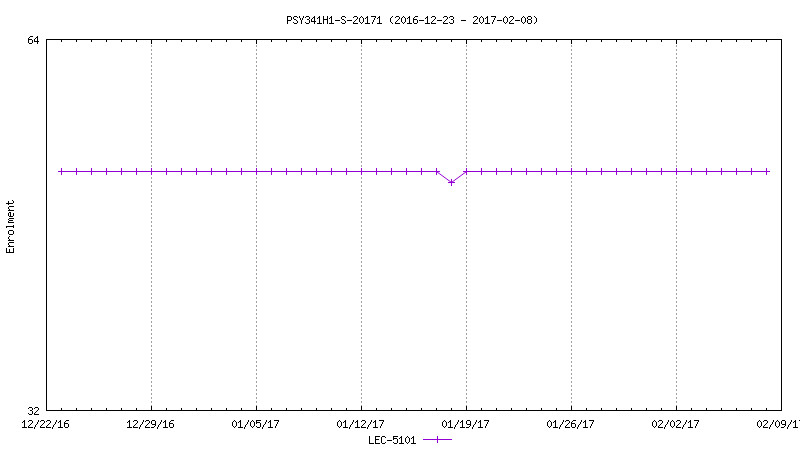 PSY341H1-S-20171 (2016-12-23 - 2017-02-08)
64
Enrolment
32
12/22/16 12/29/16 01/05/17 01/12/17 01/19/17 01/26/17 02/02/17 02/09/1
LEC-5101